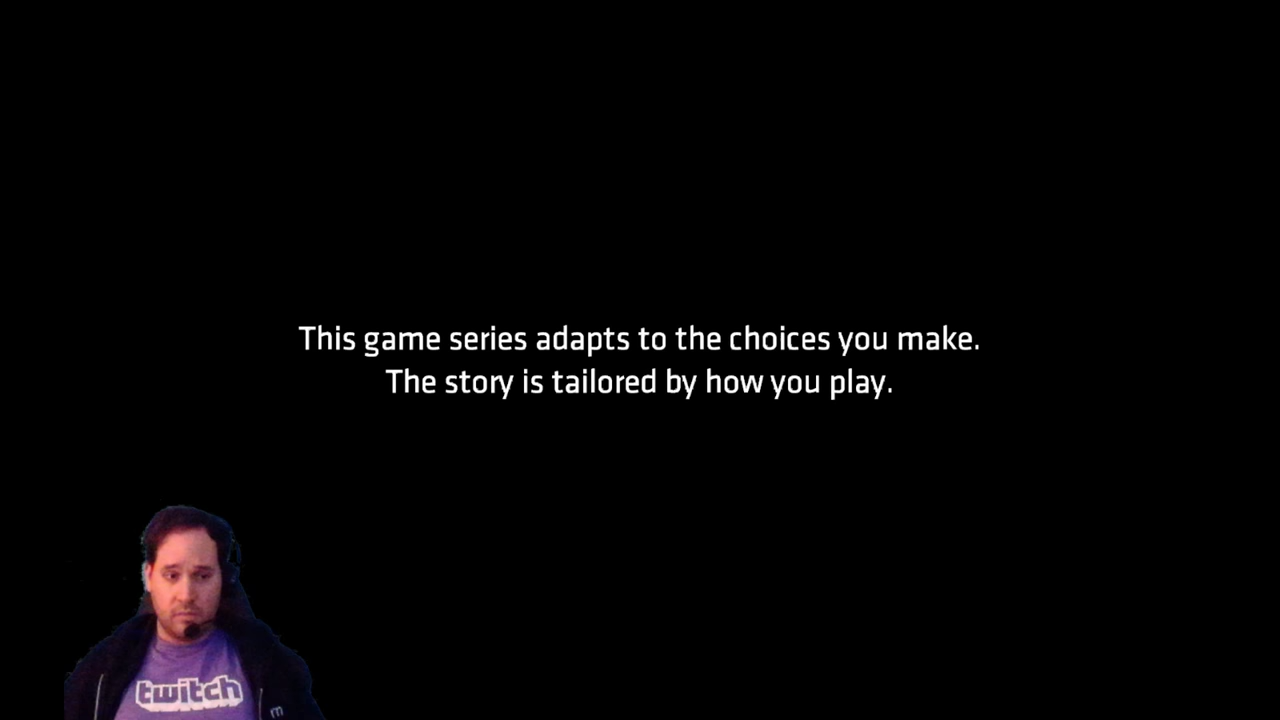 This game series adapts to the choices you make.
The story is tailored by how you play.
twitch
m